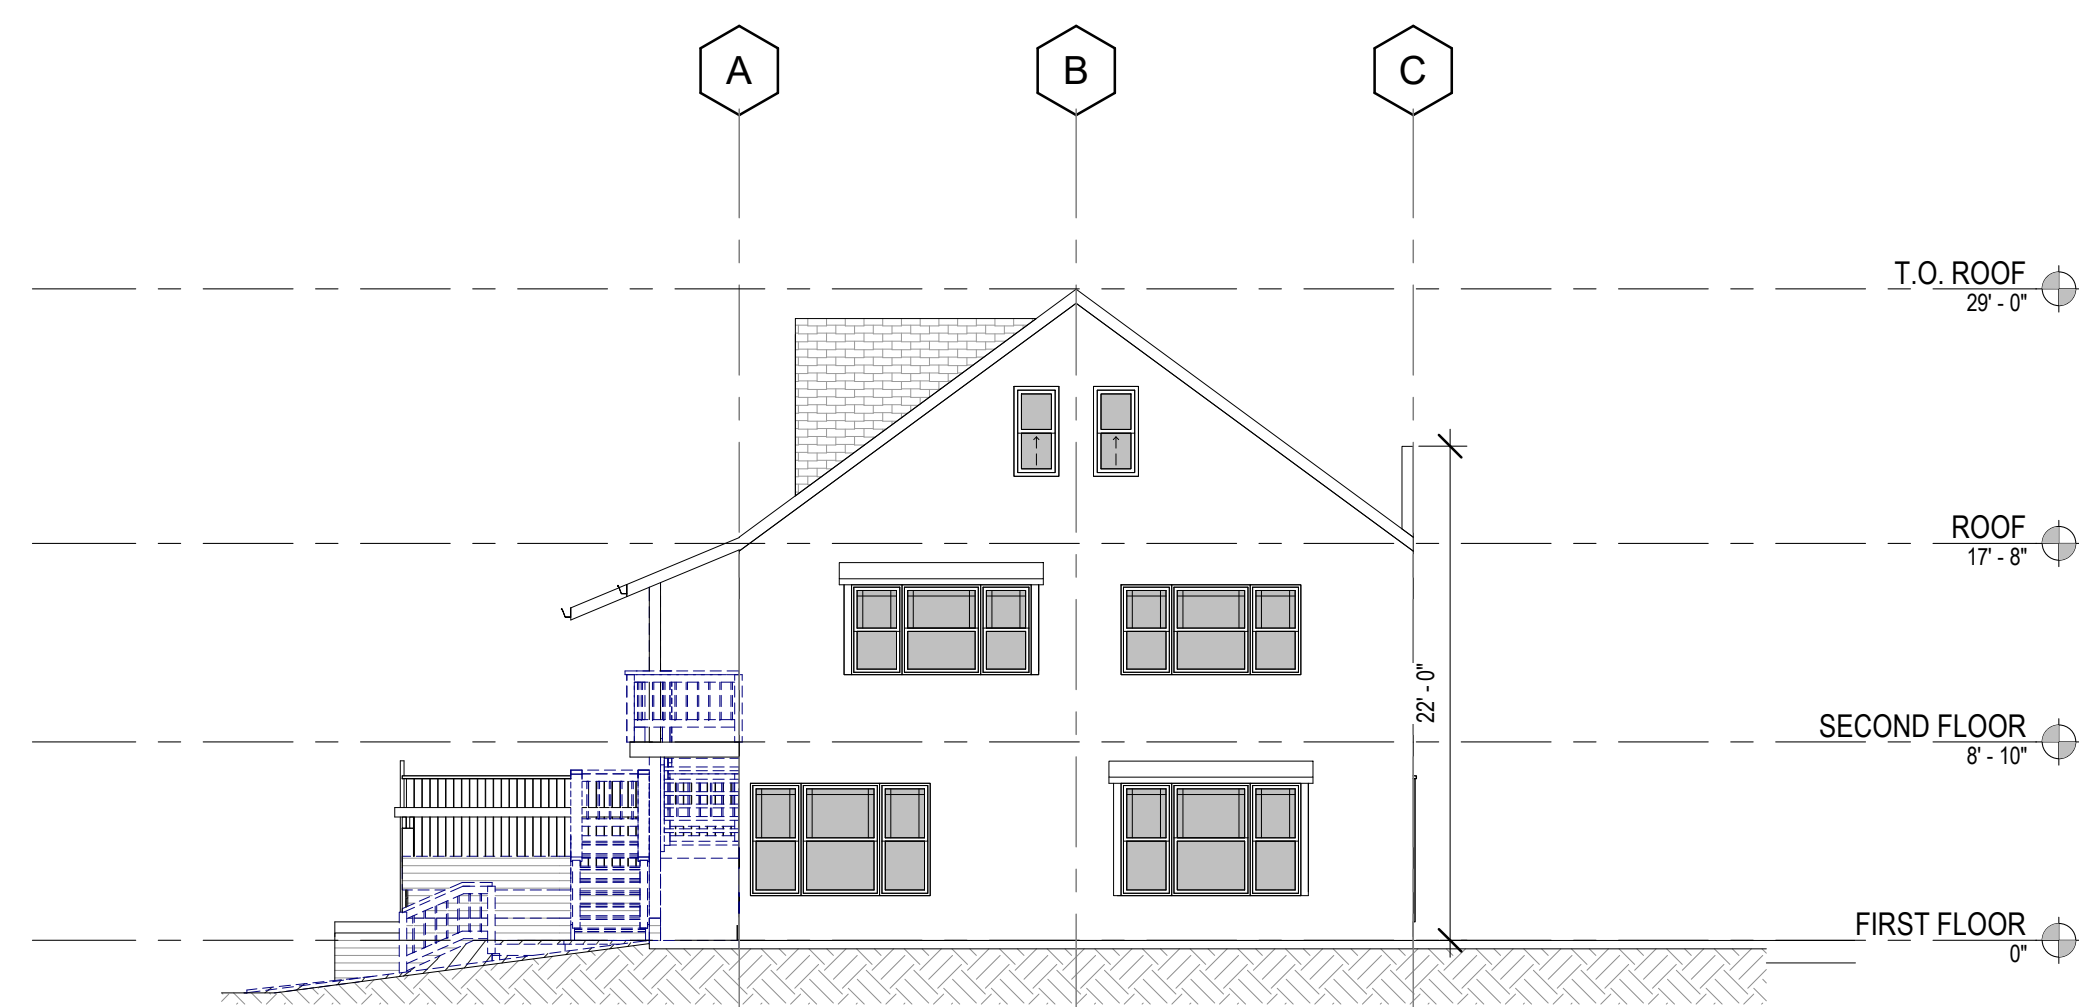 A
B
C
T.O. ROOF
29' - 0"
ROOF
17' - 8"
22' - 0"
SECOND FLOOR
8' - 10"
FIRST FLOOR
0"